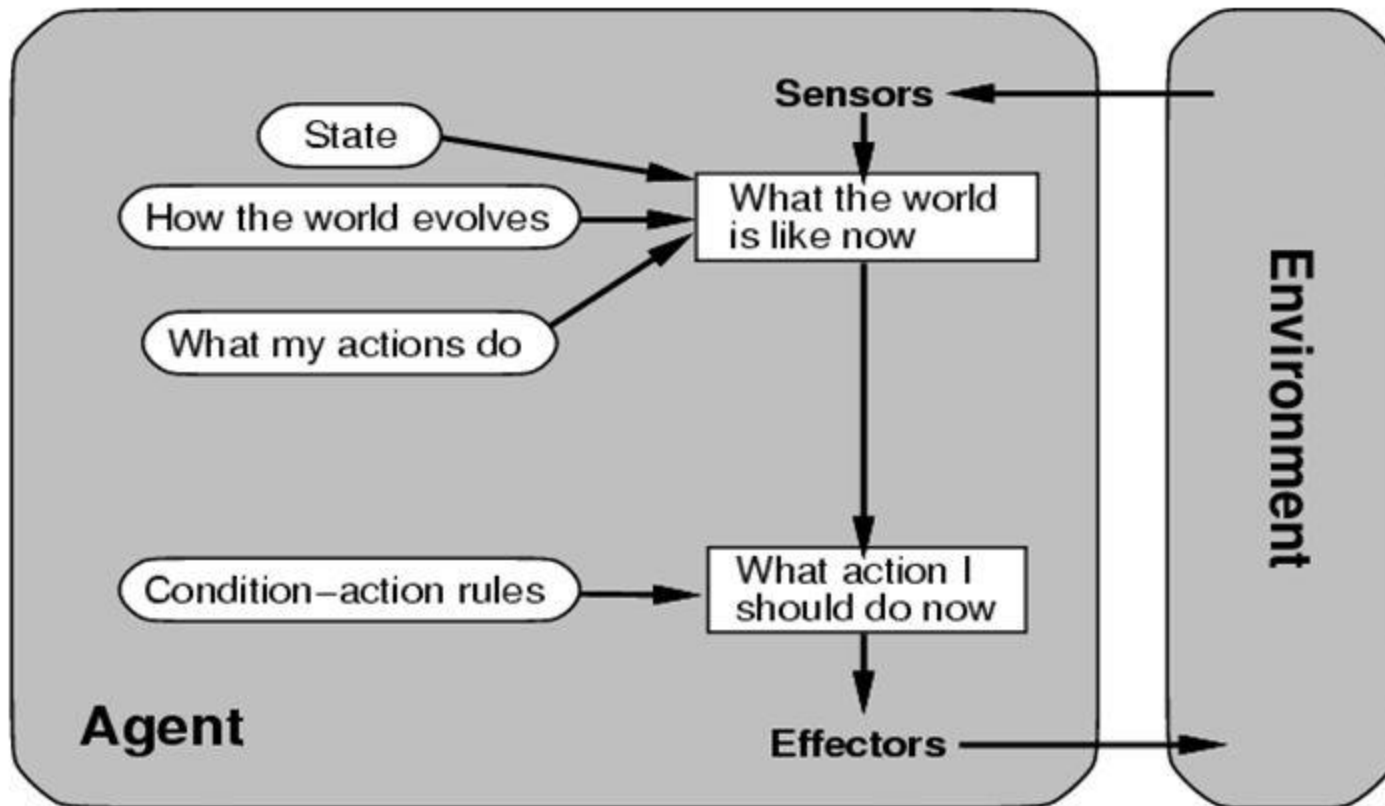 Sensors
State
What the world
is like now
How the world evolves
What my actions do
Environment
Condition−action rules
What action I
should do now
Agent
Effectors